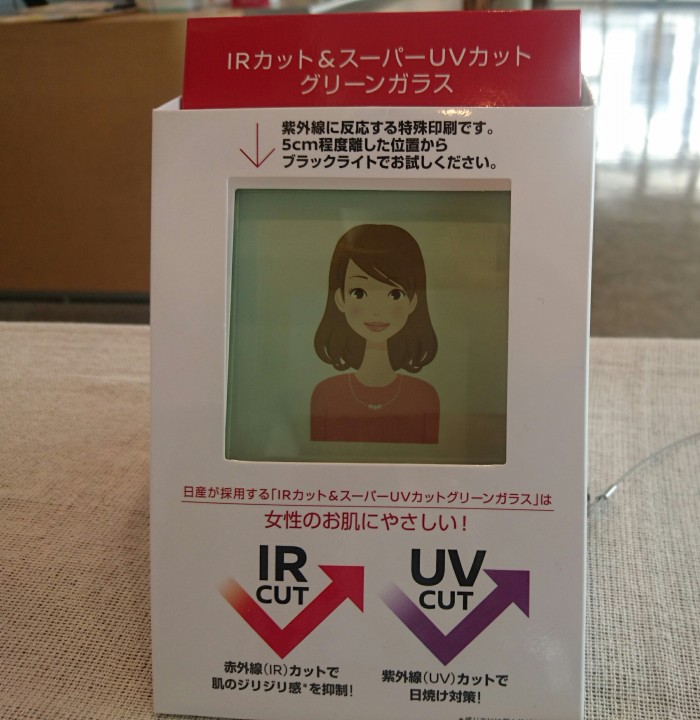 IRカット&スーパーUVカット
グリーンガラス
紫外線に反応する特殊印刷です。
5cm程度離した位置から
ブラックライトでお試しください。
日産が採用する「IRカット&スーパーUVカットグリーンガラス」は
女性のお肌にやさしい!
IR
CUT
UV
CUT
赤外線(IR)カットで
肌のジリジリ感*を抑制!
紫外線(UV)カットで
日焼け対策!